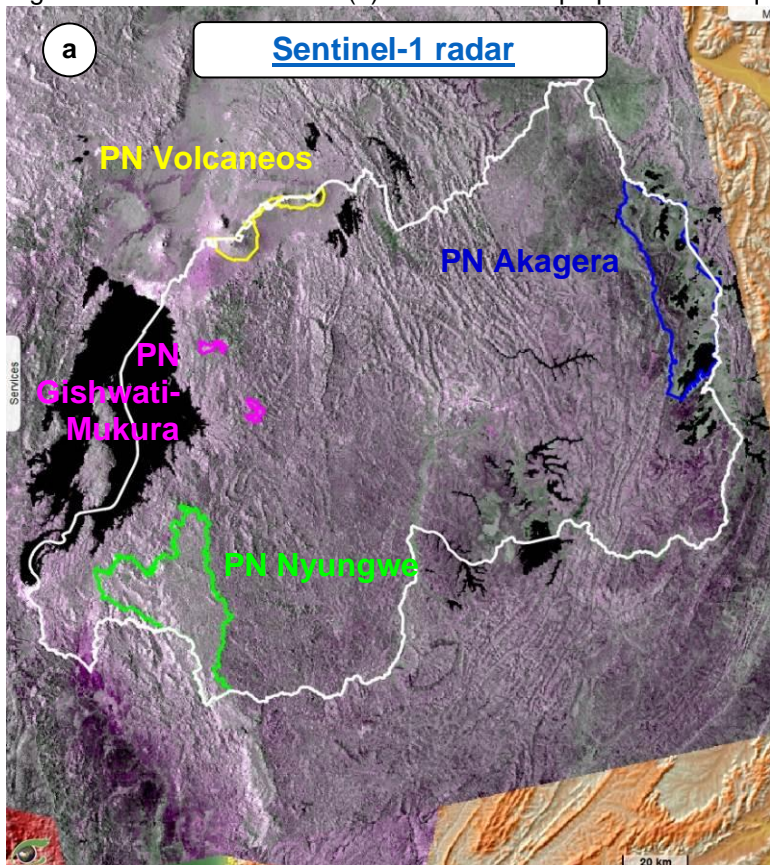 a
Sentinel-1 radar
PN Volcaneos
PN Akagera
PN
Gishwati-
Mukura
Services
PN Nyungwe
20 km